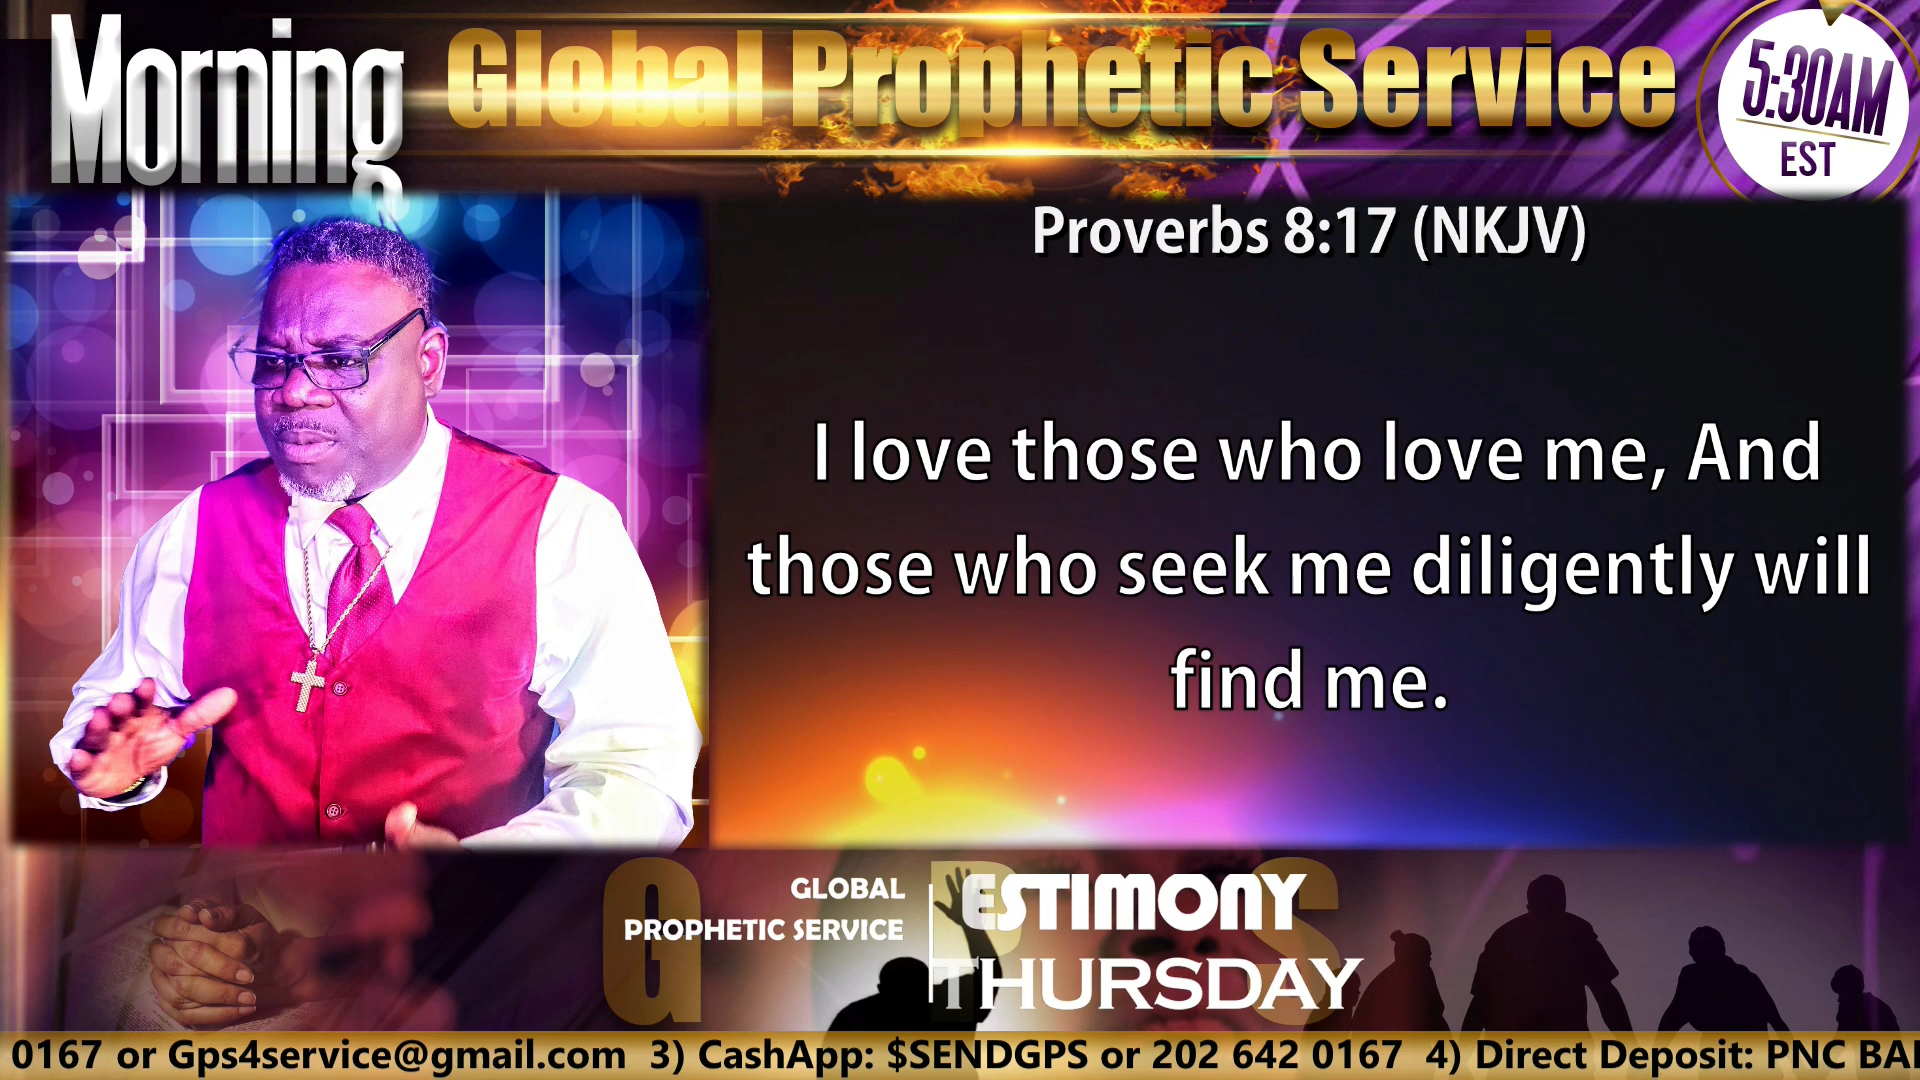 Morning
Global Prophetic Service
5:30AM
EST
Proverbs 8:17 (NKJV)
I love those who love me, And
those who seek me diligently will
find me.
G P S
GLOBAL
PROPHETIC SERVICE
TESTIMONY
THURSDAY
0167 or Gps4service@gmail.com 3) CashApp: $SENDGPS or 202 642 0167 4) Direct Deposit: PNC